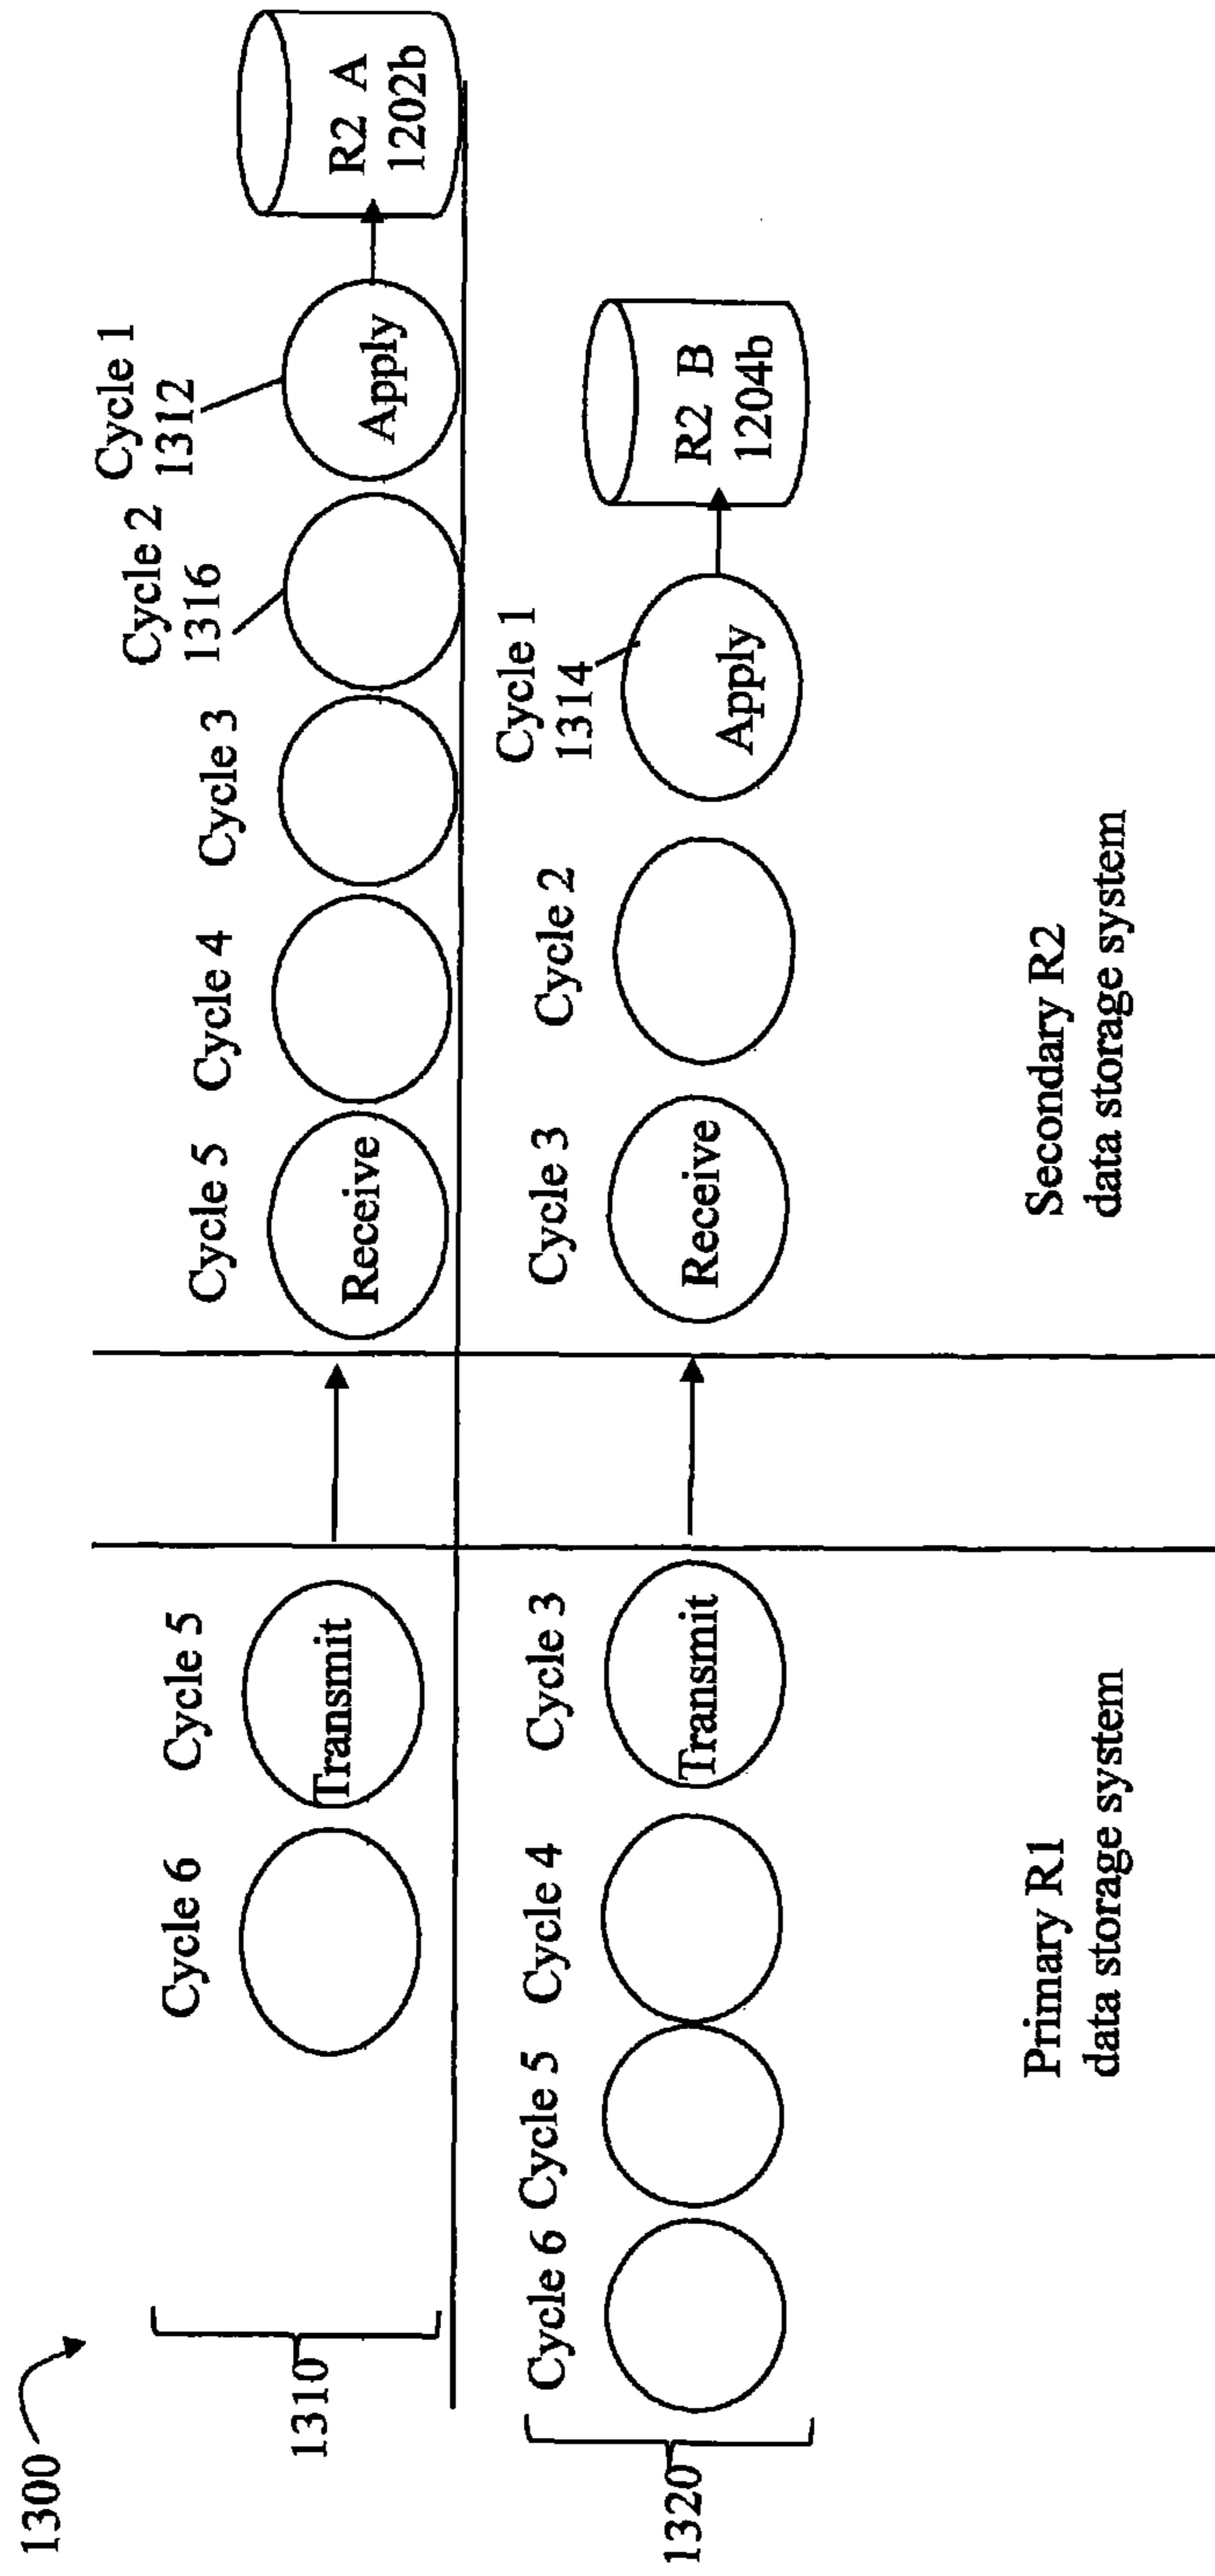 1300
1310
Cycle 6
Cycle 5
Transmit
Cycle 5
Receive
Cycle 4
Cycle 3
Cycle 2
1316
Cycle 1
1312
Apply
R2 A
1202b
1320
Cycle 6
Cycle 5
Cycle 4
Cycle 3
Transmit
Cycle 3
Receive
Cycle 2
Cycle 1
1314
Apply
R2 B
1204b
Primary R1
data storage system
Secondary R2
data storage system